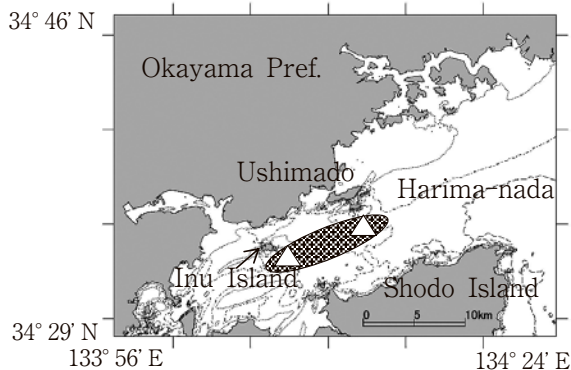 34° 46' N
Okayama Pref.
Ushimado
Harima-nada
Inu Island
Shodo Island
0 5 10km
34° 29' N
133° 56' E
134° 24' E